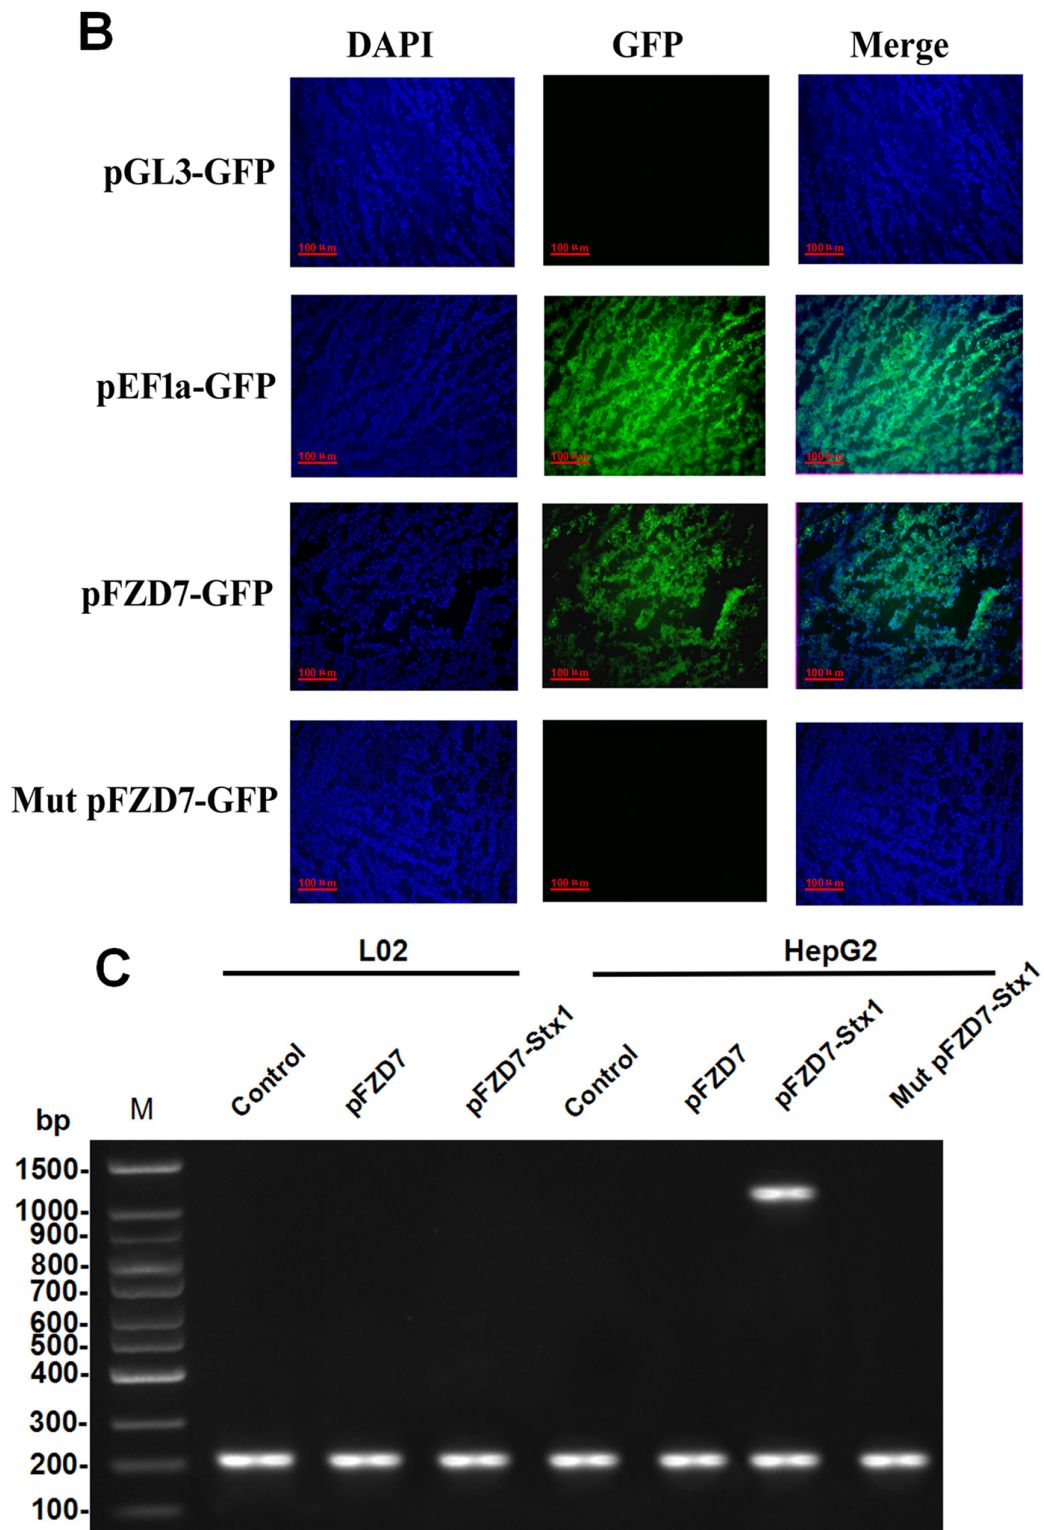 B
DAPI GFP Merge
pGL3-GFP
100 μm 100 μm 100 μm
pEF1a-GFP
100 μm 100 μm 100 μm
pFZD7-GFP
100 μm 100 μm 100 μm
Mut pFZD7-GFP
100 μm 100 μm 100 μm
C
L02 HepG2
bp M Control pFZD7 pFZD7-Stx1 Control pFZD7 pFZD7-Stx1 Mut pFZD7-Stx1
1500-
1000-
900-
800-
700-
600-
500-
400-
300-
200-
100-